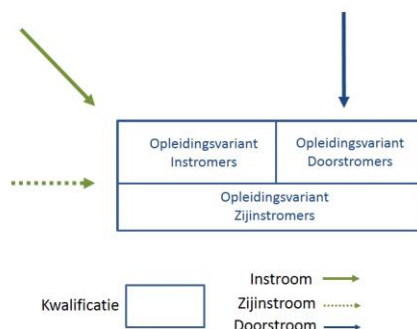 Opleidingsvariant
Instromers
Opleidingsvariant
Doorstromers
Opleidingsvariant
Zijinstromers
Kwalificatie
Instroom
Zijinstroom
Doorstroom